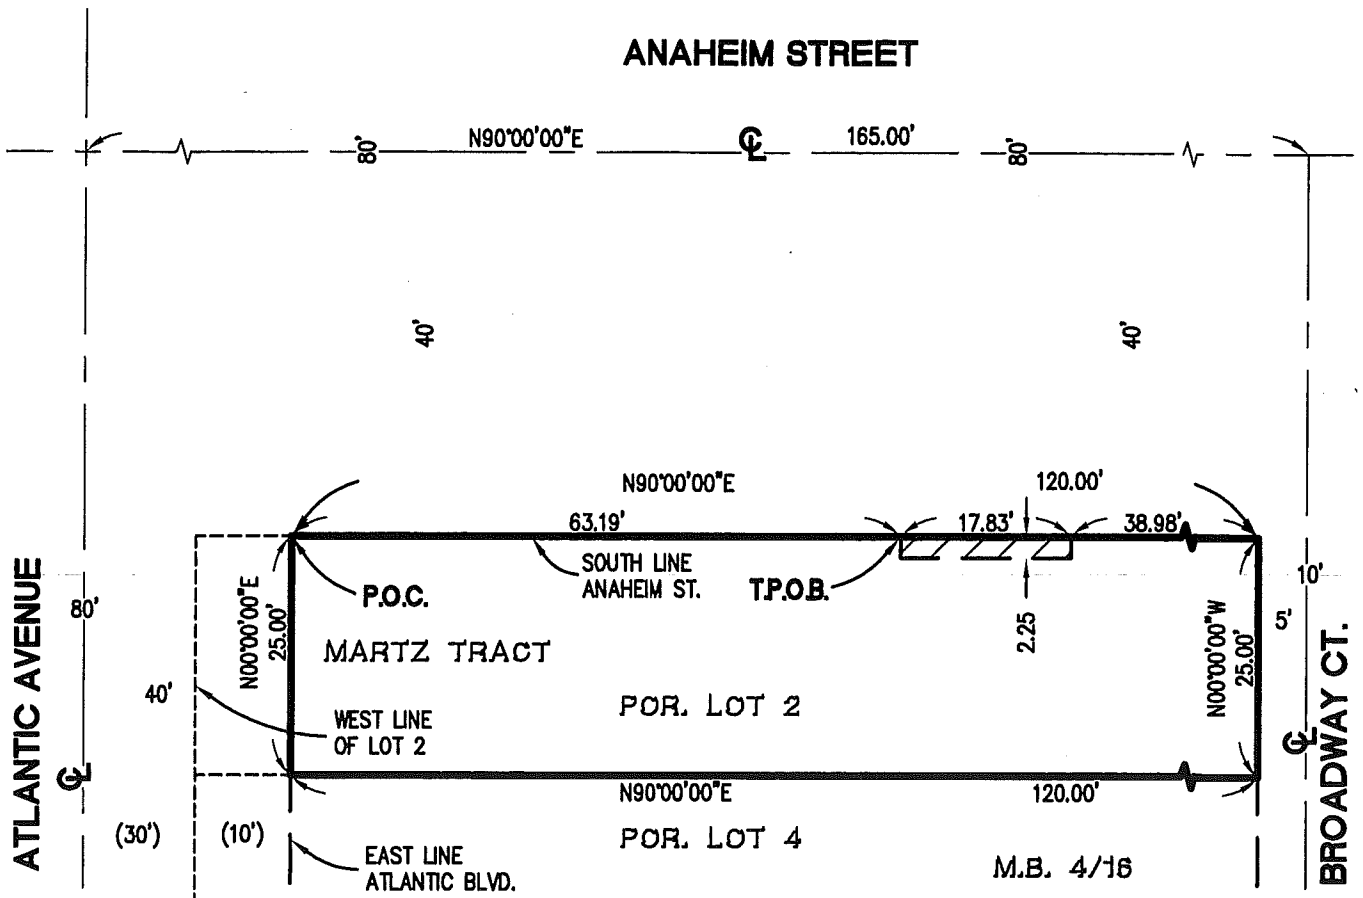 ANAHEIM STREET
80'
N90°00'00"E
℄
165.00'
80'
40'
40'
N90°00'00"E
120.00'
63.19'
17.83'
38.98'
SOUTH LINE
ANAHEIM ST.
P.O.C.
T.P.O.B.
2.25
N00°00'00"E
25.00'
MARTZ TRACT
POR. LOT 2
N00°00'00"W
25.00'
10'
5'
℄
BROADWAY CT.
ATLANTIC AVENUE
80'
40'
℄
WEST LINE
OF LOT 2
N90°00'00"E
120.00'
(30')
(10')
POR. LOT 4
EAST LINE
ATLANTIC BLVD.
M.B. 4/16